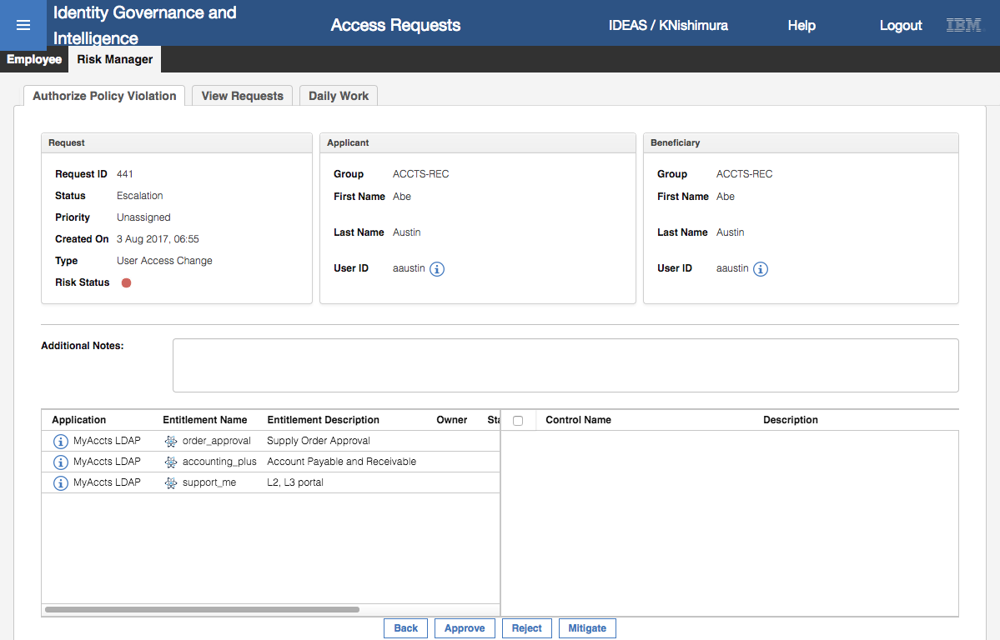 Identity Governance and
Intelligence
Access Requests
IDEAS / KNishimura
Help
Logout
IBM
Employee
Risk Manager
Authorize Policy Violation
View Requests
Daily Work
Request
Request ID 441
Status Escalation
Priority Unassigned
Created On 3 Aug 2017, 06:55
Type User Access Change
Risk Status
Applicant
Group ACCTS-REC
First Name Abe
Last Name Austin
User ID aaustin
Beneficiary
Group ACCTS-REC
First Name Abe
Last Name Austin
User ID aaustin
Additional Notes:
Application Entitlement Name Entitlement Description Owner Sta
MyAccts LDAP order_approval Supply Order Approval
MyAccts LDAP accounting_plus Account Payable and Receivable
MyAccts LDAP support_me L2, L3 portal
Control Name Description
Back Approve Reject Mitigate